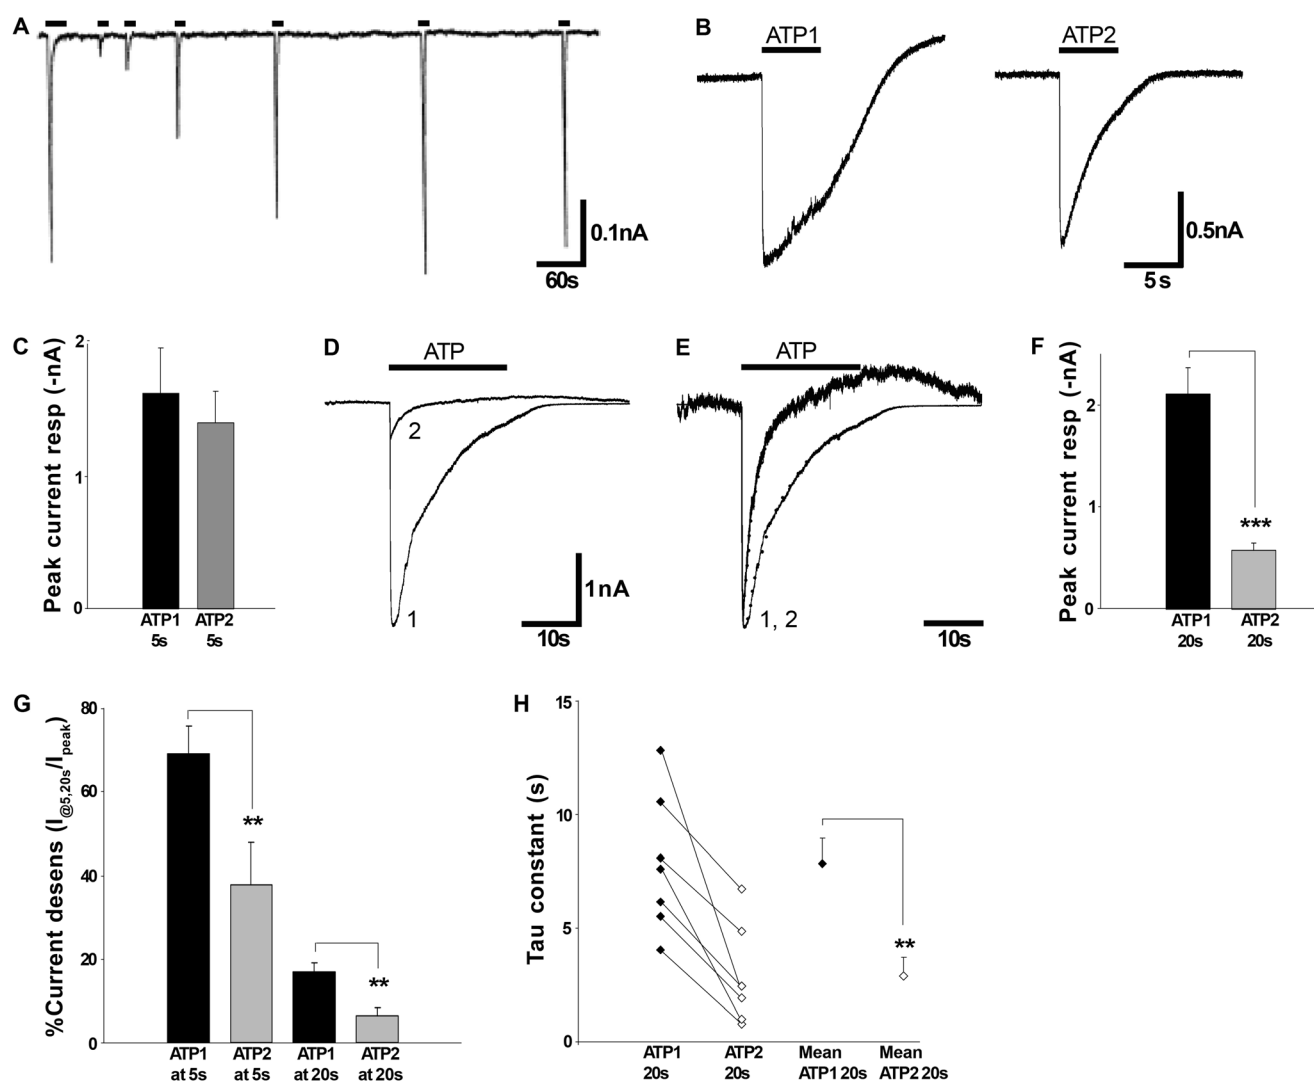 A
0.1nA
60s
B
ATP1
ATP2
0.5nA
5 s
C
Peak current resp (-nA)
2
1
0
ATP1
5s
ATP2
5s
D
ATP
2
1
1nA
10s
E
ATP
1, 2
10s
F
Peak current resp (-nA)
2
1
0
ATP1
20s
ATP2
20s
***
G
%Current desens (I@5,20s/Ipeak)
80
60
40
20
0
**
**
ATP1
at 5s
ATP2
at 5s
ATP1
at 20s
ATP2
at 20s
H
Tau constant (s)
15
10
5
0
**
ATP1
20s
ATP2
20s
Mean
ATP1 20s
Mean
ATP2 20s